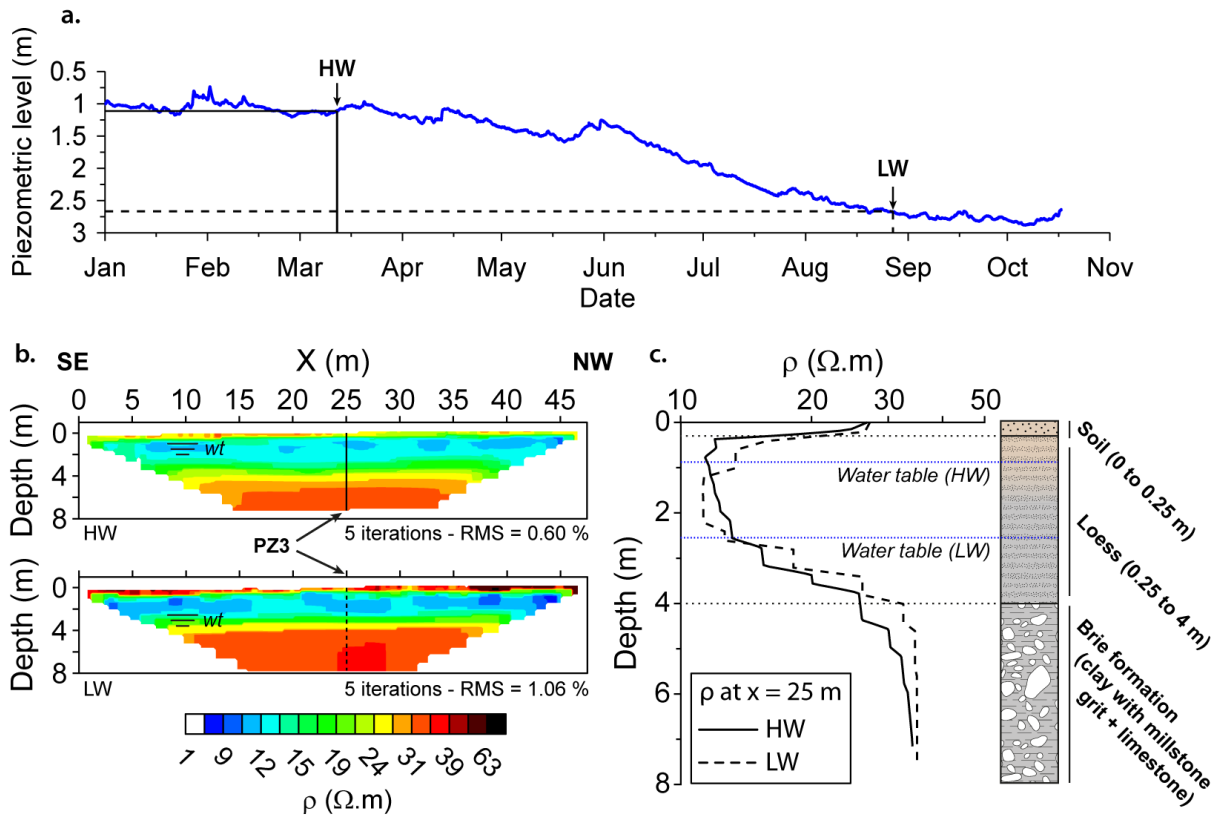 a.
Piezometric level (m)
0.5
1
1.5
2
2.5
3
HW
LW
Jan Feb Mar Apr May Jun Jul Aug Sep Oct Nov
Date
b.
SE X (m) NW
0 5 10 15 20 25 30 35 40 45
Depth (m)
0
4
8
wt
HW
5 iterations - RMS = 0.60 %
PZ3
Depth (m)
0
4
8
wt
LW
5 iterations - RMS = 1.06 %
1 9 12 15 19 24 31 39 63
ρ (Ω.m)
c.
ρ (Ω.m)
10 20 30 50
Depth (m)
0
2
4
6
8
Water table (HW)
Water table (LW)
ρ at x = 25 m
HW
LW
Soil (0 to 0.25 m)
Loess (0.25 to 4 m)
Brie formation
(clay with millstone
grit + limestone)